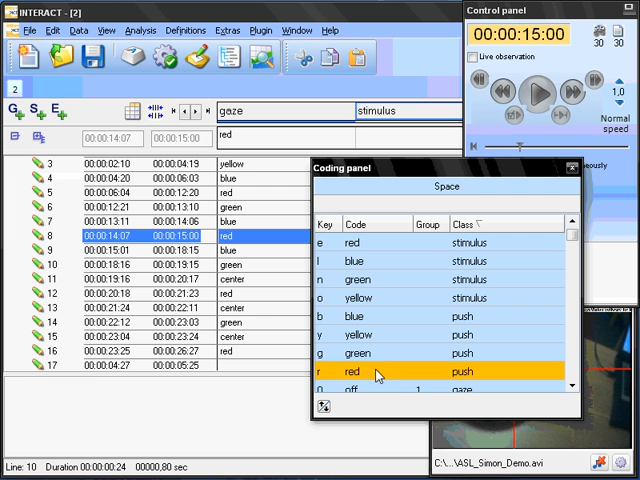 INTERACT - [2]
File Edit Data View Analysis Definitions Extras Plugin Window Help
2
G S E gaze stimulus
00:00:14:07 00:00:15:00 red
3 00:00:02:10 00:00:04:19 yellow
4 00:00:04:20 00:00:06:03 blue
5 00:00:06:04 00:00:12:20 red
6 00:00:12:21 00:00:13:10 green
7 00:00:13:11 00:00:14:06 blue
8 00:00:14:07 00:00:15:00 red
9 00:00:15:01 00:00:18:15 blue
10 00:00:18:16 00:00:19:15 green
11 00:00:19:16 00:00:20:17 center
12 00:00:20:18 00:00:21:23 red
13 00:00:21:24 00:00:22:11 center
14 00:00:22:12 00:00:23:03 green
15 00:00:23:04 00:00:23:24 center
16 00:00:23:25 00:00:26:27 red
17 00:00:04:27 00:00:05:25
Line: 10 Duration 00:00:00:24 00000,80 sec
Control panel
00:00:15:00
30 30
Live observation
1,0
Normal
speed
Coding panel
Space
Key Code Group Class
e red stimulus
l blue stimulus
n green stimulus
o yellow stimulus
b blue push
y yellow push
g green push
r red push
0 off 1 gaze
C:\...\ASL_Simon_Demo.avi